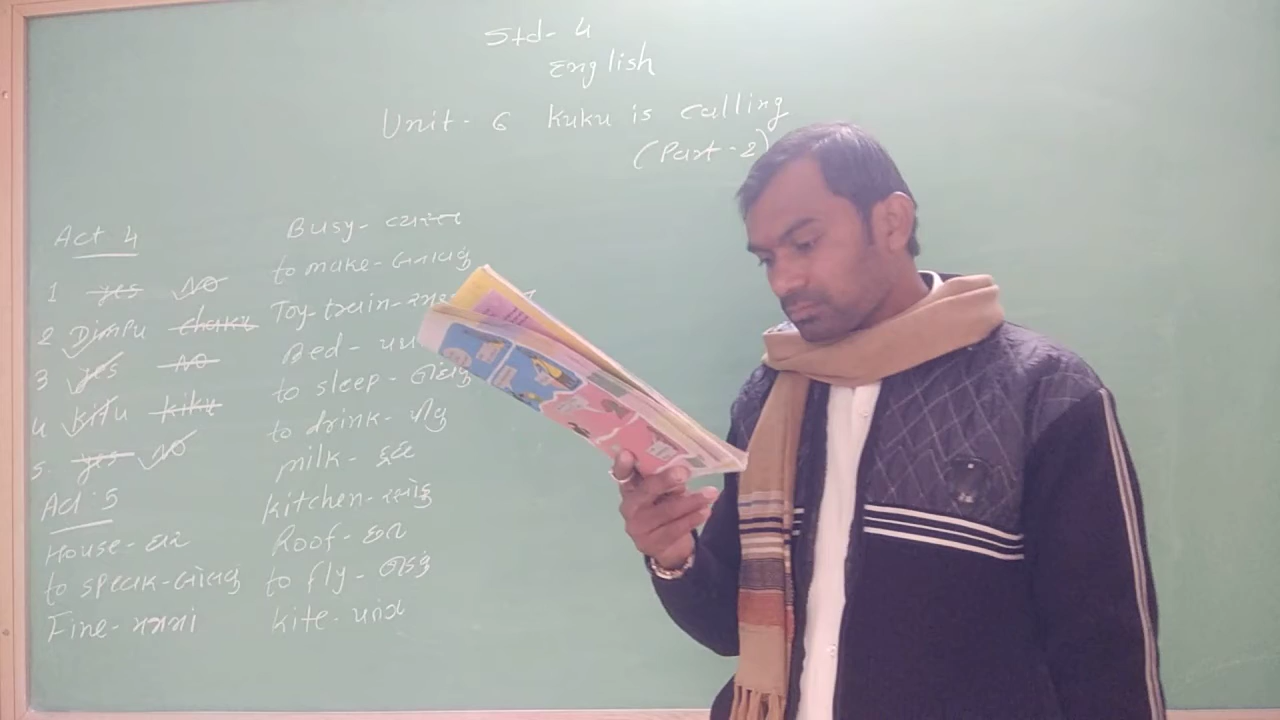 Std- 4
English
Unit- 6 Kuku is calling
(Part-2)
Act 4
1 yes NO
2 Dimpu
3 yes NO
4 kitu kiku
5. yes NO
Act 5
House- ઘર
to speak- બોલવું
Fine- મજામાં
Busy- વ્યસ્ત
to make- બનાવવું
Toy-train-
Bed-
to sleep- ઊંઘવું
to drink- પીવું
milk- દૂધ
kitchen- રસોડું
Roof- છત
to fly- ઊડવું
kite- પતંગ